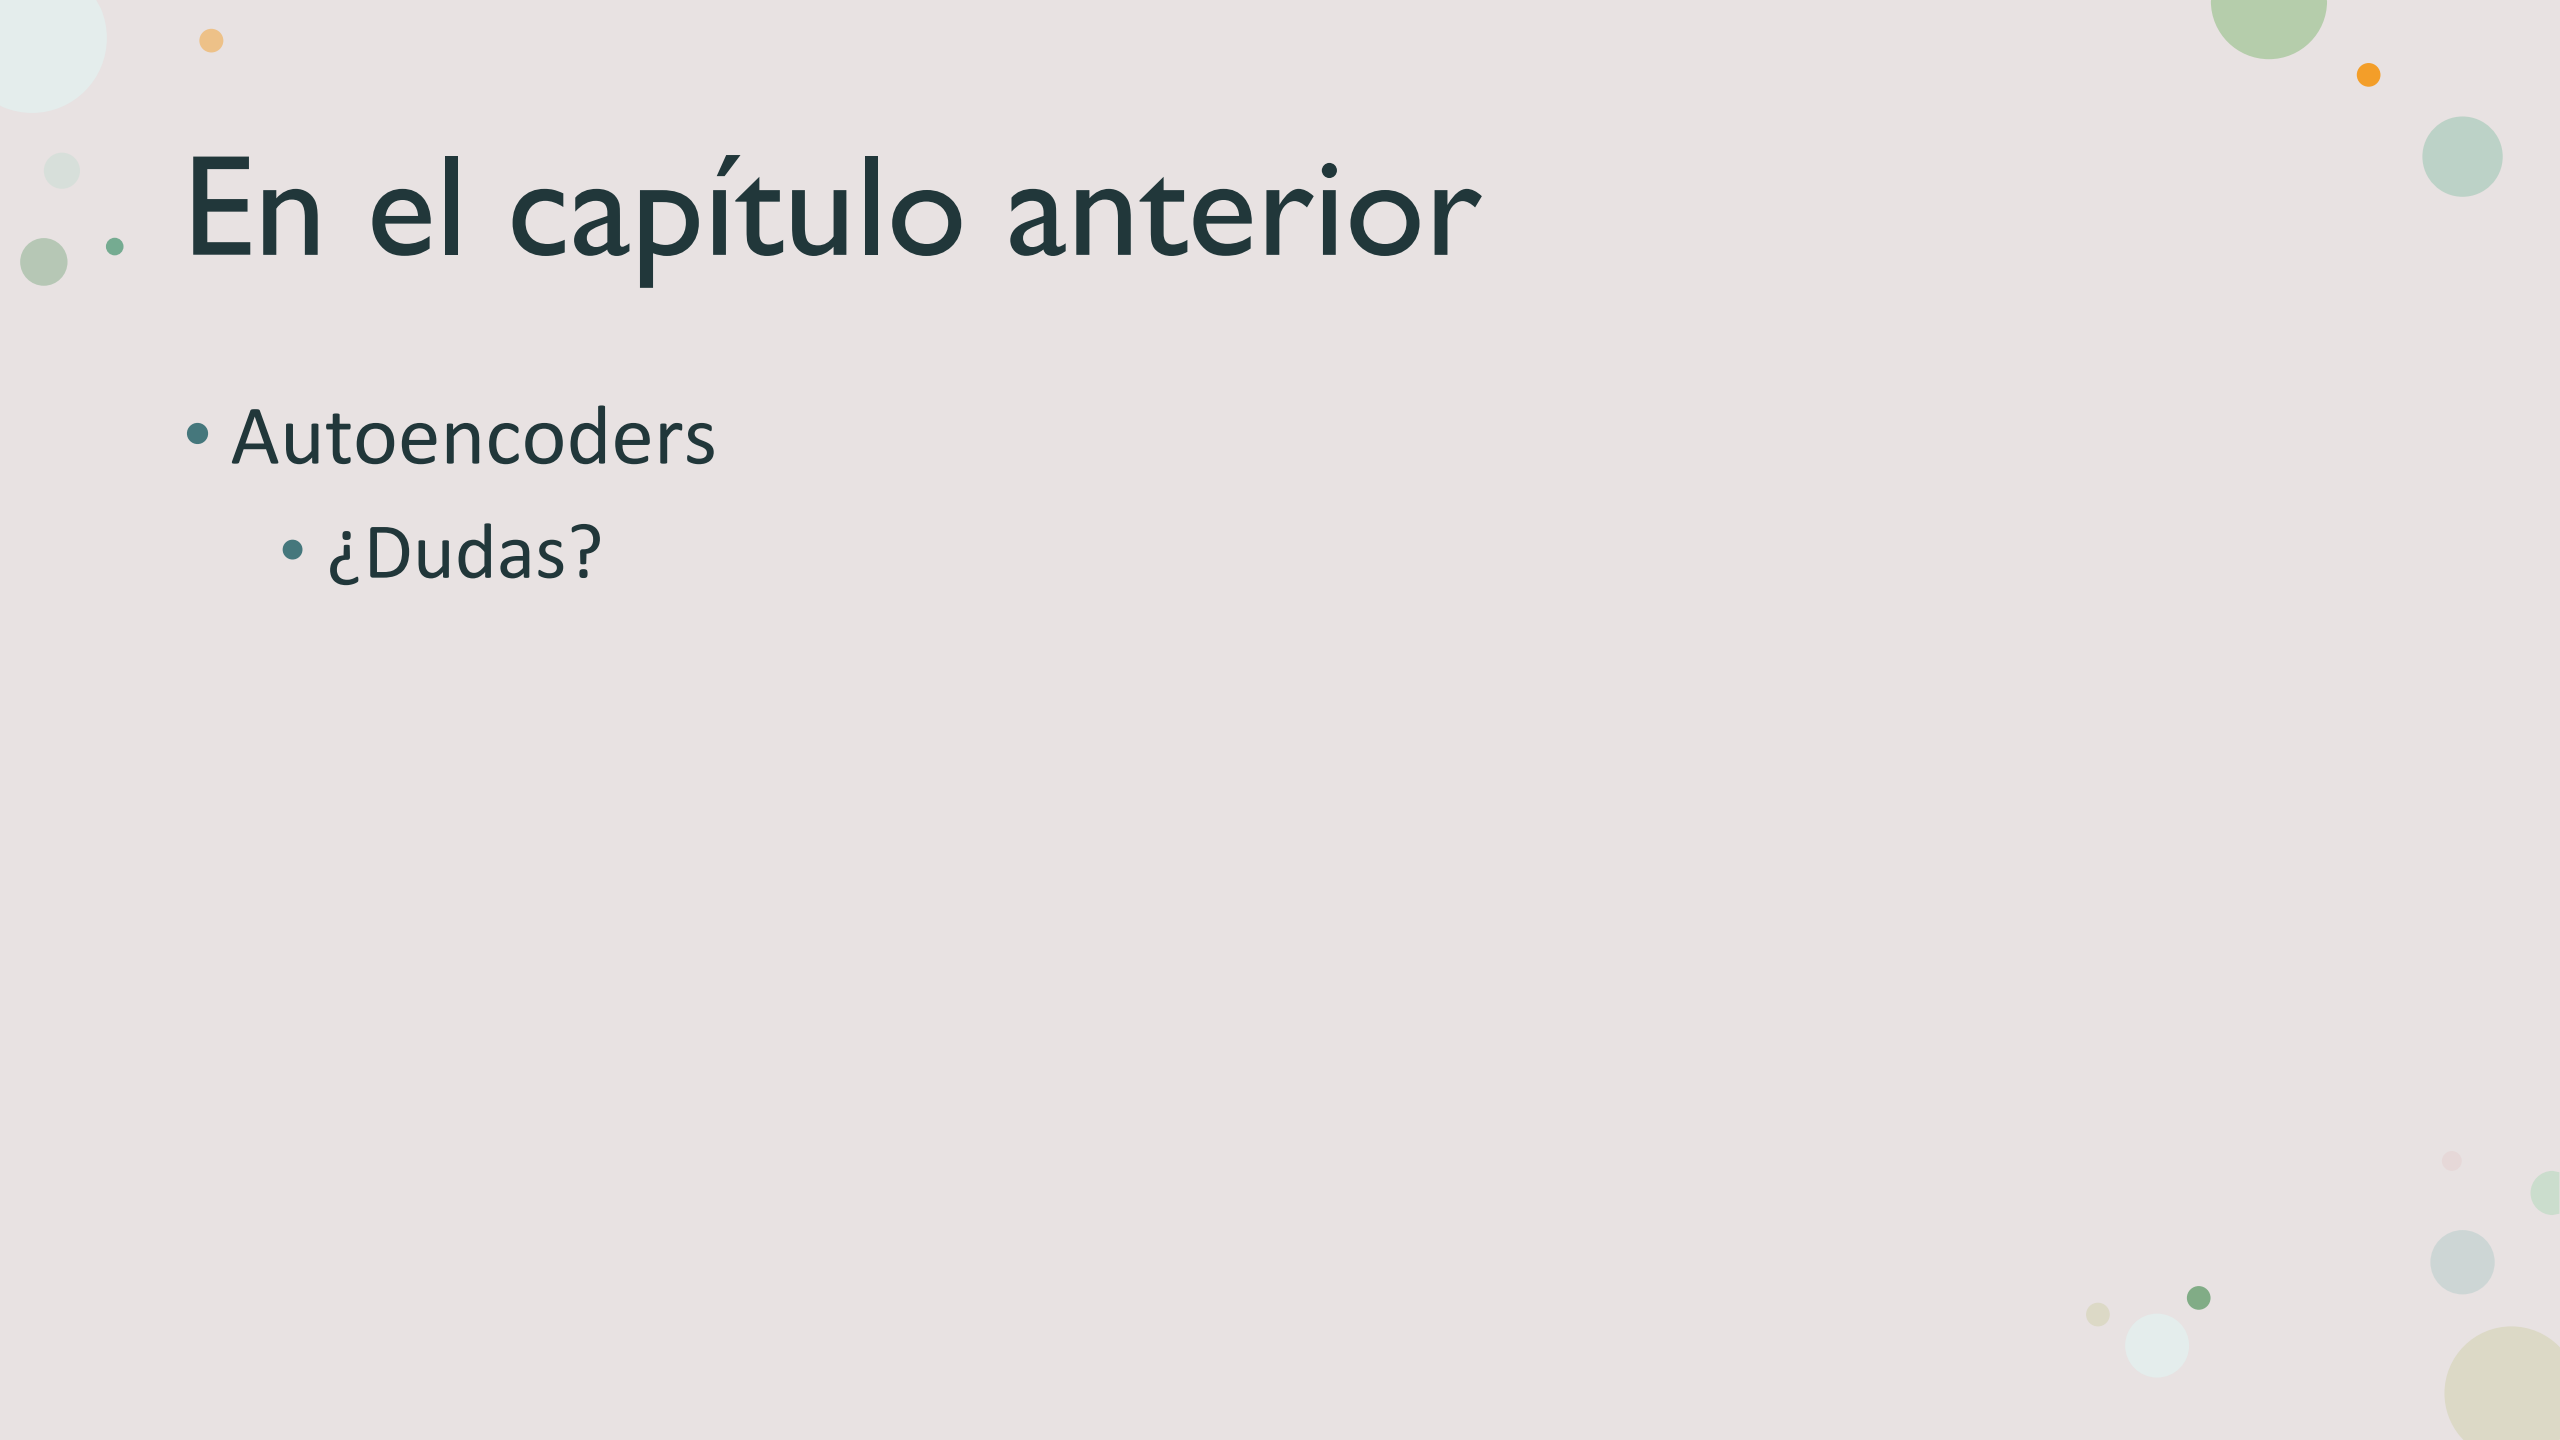 En el capítulo anterior
• Autoencoders
• ¿Dudas?